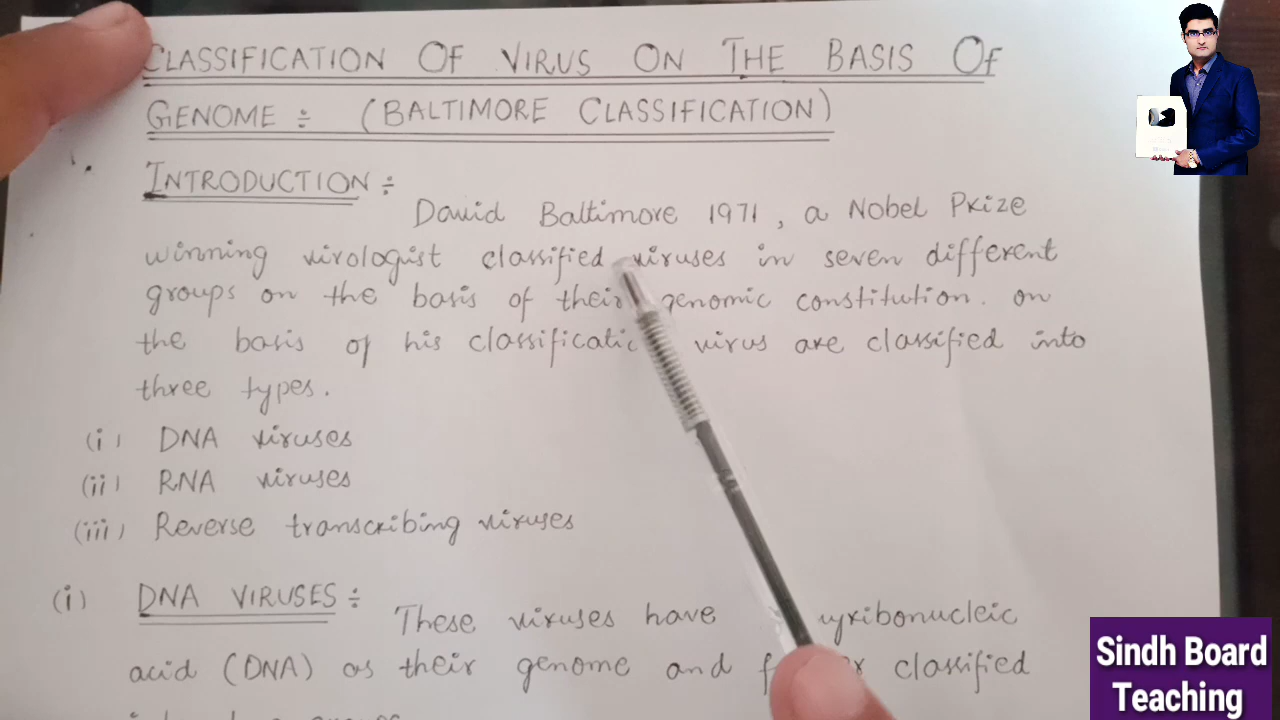 CLASSIFICATION OF VIRUS ON THE BASIS OF
GENOME ÷ (BALTIMORE CLASSIFICATION)
INTRODUCTION ÷
David Baltimore 1971, a Nobel Prize
winning virologist classified viruses in seven different
groups on the basis of their genomic constitution. on
the basis of his virus are classified into
three types.
(i) DNA viruses
(ii) RNA viruses
(iii) Reverse transcribing viruses
(i) DNA VIRUSES ÷
These viruses have
acid (DNA) as their genome and classified
Sindh Board
Teaching